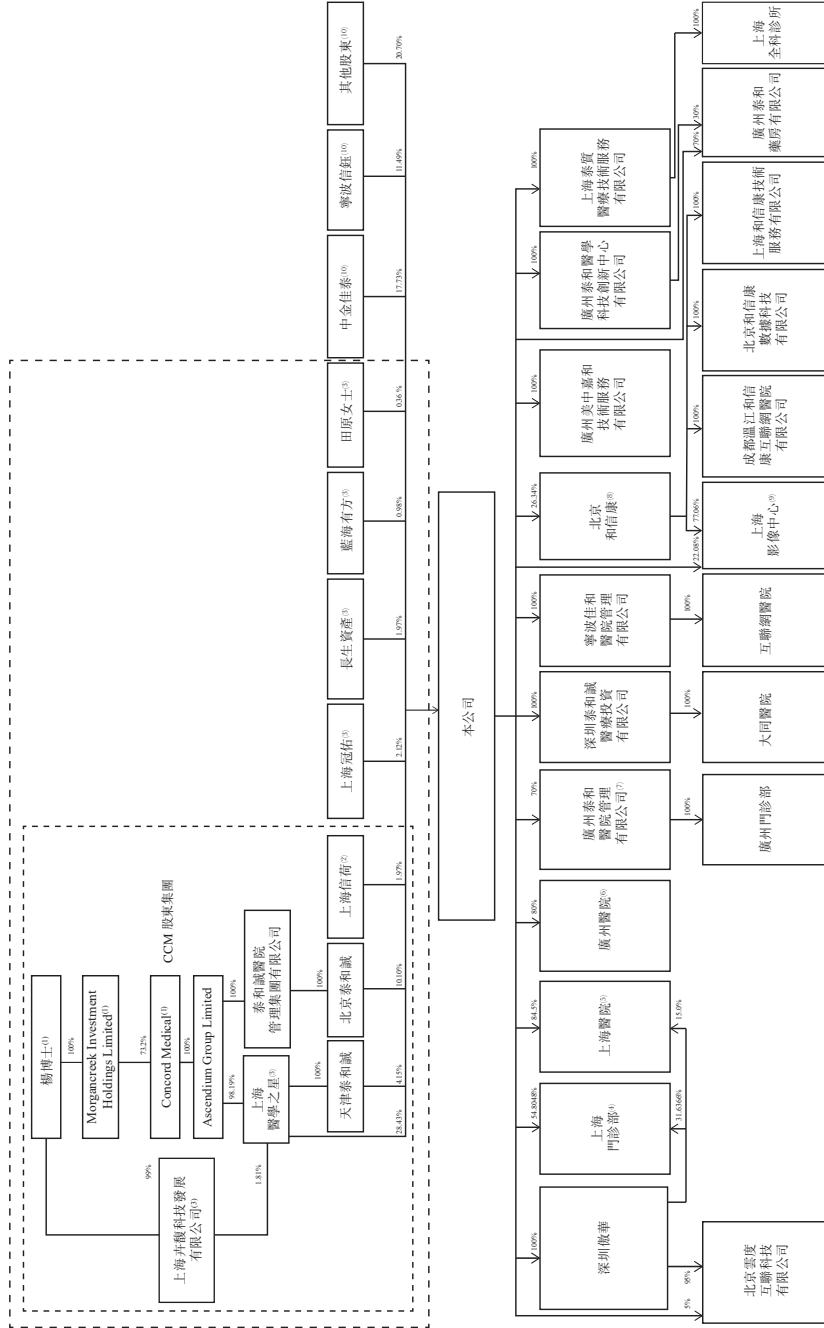 楊博士(1)
99%
100%
Morgancreek Investment
Holdings Limited(1)
上海卉馥科技發展
有限公司(3)
73.2%
Concord Medical(1)
CCM 股東集團
100%
Ascendium Group Limited
1.81%
98.19%
100%
上海
醫學之星(3)
泰和誠醫院
管理集團有限公司
100%
100%
天津泰和誠
北京泰和誠
上海信荷(2)
上海冠佑(3)
長生資產(3)
藍海有方(3)
田原女士(3)
中金佳泰(10)
寧波信鈺(10)
其他股東(10)
28.43%
4.15%
10.10%
1.97%
2.12%
1.97%
0.98%
0.36 %
17.73%
11.49%
20.70%
本公司
100%
54.8048%
84.5%
80%
70%
100%
100%
26.34%
100%
100%
100%
深圳傲華
上海
門診部(4)
上海醫院(5)
廣州醫院(6)
廣州泰和
醫院管理
有限公司(7)
深圳泰和誠
醫療投資
有限公司
寧波佳和
醫院管理
有限公司
北京
和信康(8)
廣州美中嘉和
技術服務
有限公司
廣州泰和醫學
科技創新中心
有限公司
上海泰質
醫療技術服務
有限公司
5%
95%
31.6368%
15.0%
100%
100%
100%
22.08%
77.06%
100%
100%
100%
70%
30%
100%
北京雲度
互聯科技
有限公司
廣州門診部
大同醫院
互聯網醫院
上海
影像中心(9)
成都溫江和信
康互聯網醫院
有限公司
北京和信康
數據科技
有限公司
上海和信康技術
服務有限公司
廣州泰和
藥房有限公司
上海
全科診所